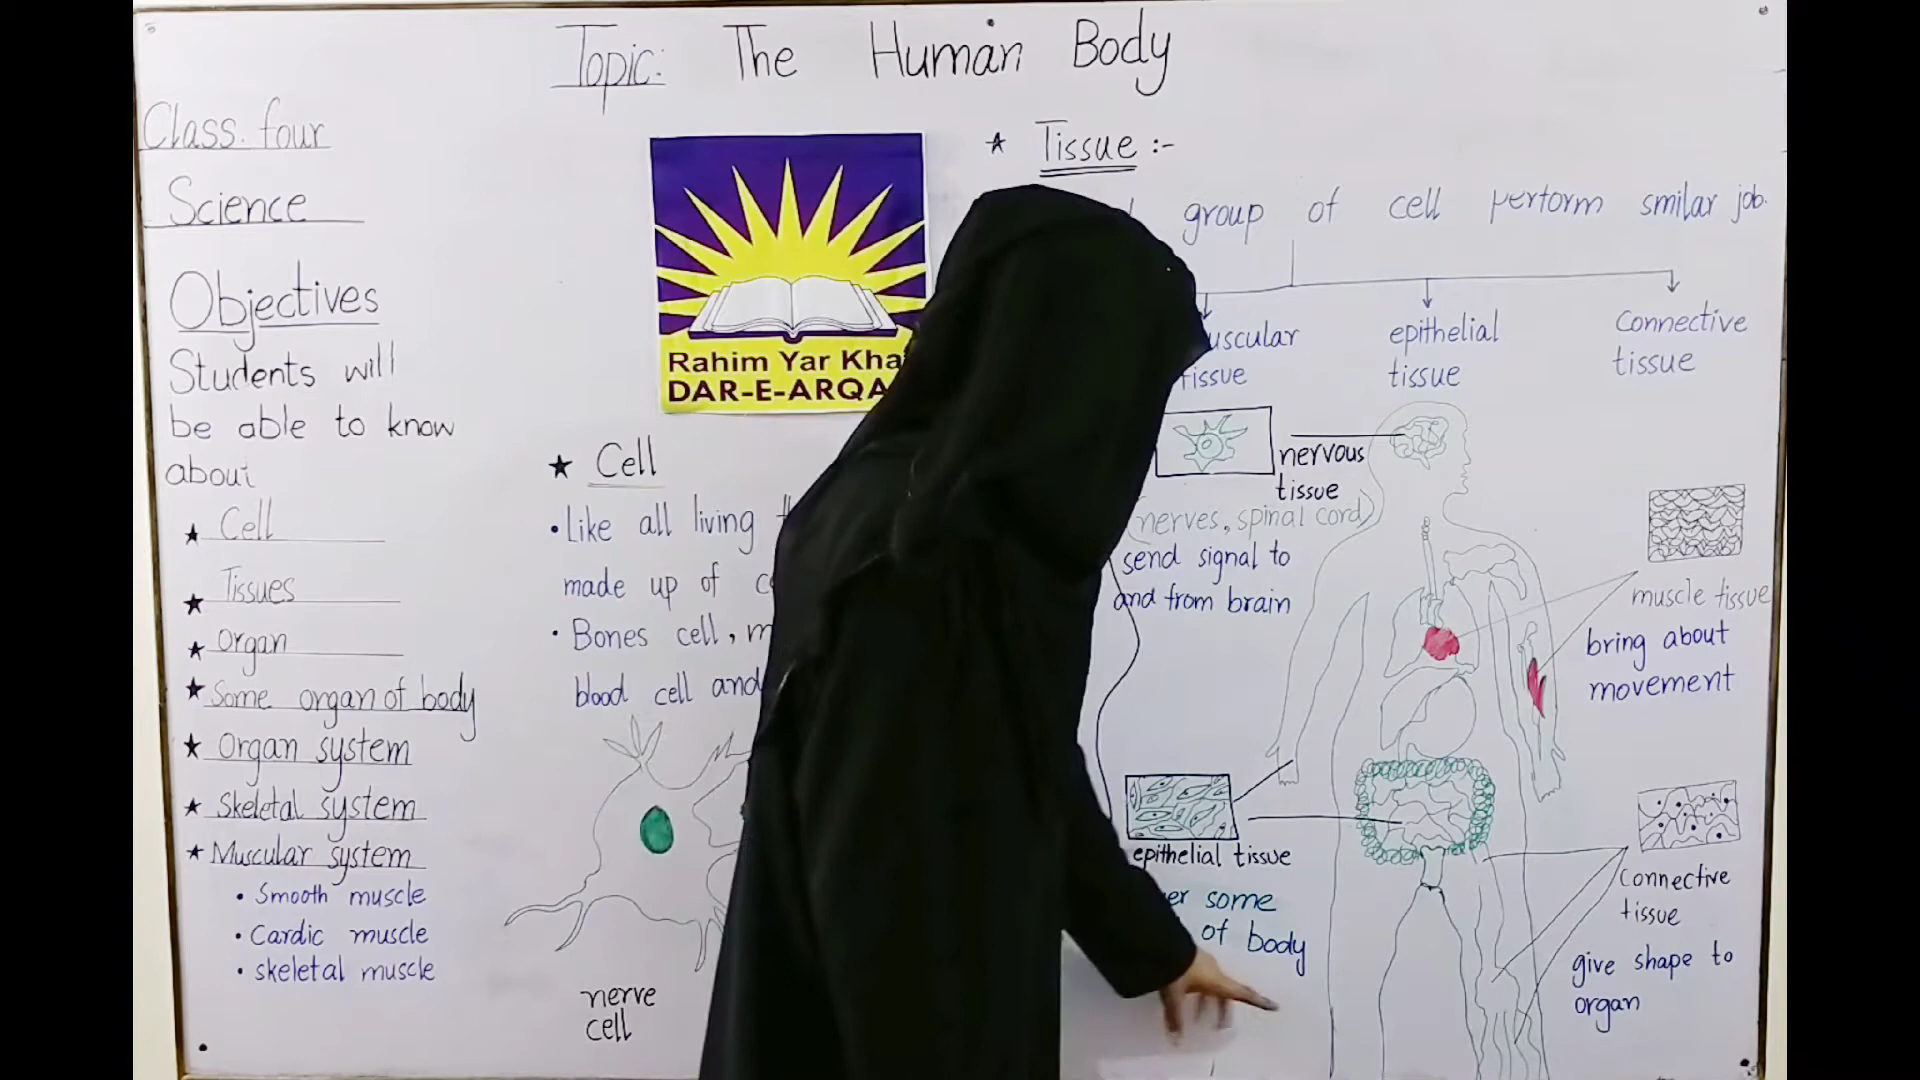 Topic: The Human Body
Class. four
Science
Objectives
Students will
be able to know
about
★ Cell
★ Tissues
★ Organ
★ Some organ of body
★ Organ system
★ Skeletal system
★ Muscular system
• Smooth muscle
• Cardic muscle
• skeletal muscle
Rahim Yar
DAR-E-ARQA
★ Cell
• Like all living
made up of
• Bones cell,
blood cell and
nerve
cell
★ Tissue :-
group of cell perform smilar job.
tissue
epithelial
tissue
Connective
tissue
nervous
tissue
(nerves, spinal cord)
send signal to
and from brain
muscle tissue
bring about
movement
epithelial tissue
some
of body
Connective
tissue
give shape to
organ